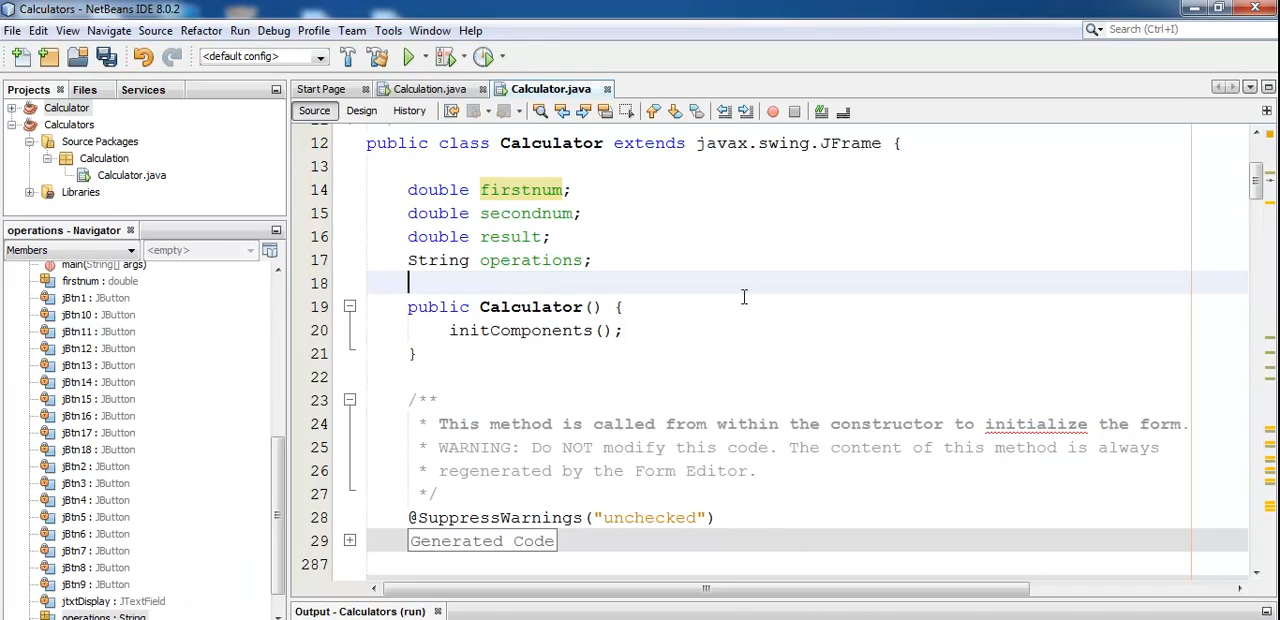 Calculators - NetBeans IDE 8.0.2
File Edit View Navigate Source Refactor Run Debug Profile Team Tools Window Help
Search (Ctrl+I)
<default config>
Projects Files Services
Calculator
Calculators
Source Packages
Calculation
Calculator.java
Libraries
operations - Navigator
Members <empty>
main(String[] args)
firstnum : double
jBtn1 : JButton
jBtn10 : JButton
jBtn11 : JButton
jBtn12 : JButton
jBtn13 : JButton
jBtn14 : JButton
jBtn15 : JButton
jBtn16 : JButton
jBtn17 : JButton
jBtn18 : JButton
jBtn2 : JButton
jBtn3 : JButton
jBtn4 : JButton
jBtn5 : JButton
jBtn6 : JButton
jBtn7 : JButton
jBtn8 : JButton
jBtn9 : JButton
jtxtDisplay : JTextField
operations : String
Start Page Calculation.java Calculator.java
Source Design History
12 public class Calculator extends javax.swing.JFrame {
13
14 double firstnum;
15 double secondnum;
16 double result;
17 String operations;
18
19 public Calculator() {
20 initComponents();
21 }
22
23 /**
24 * This method is called from within the constructor to initialize the form.
25 * WARNING: Do NOT modify this code. The content of this method is always
26 * regenerated by the Form Editor.
27 */
28 @SuppressWarnings("unchecked")
29 Generated Code
287
Output - Calculators (run)